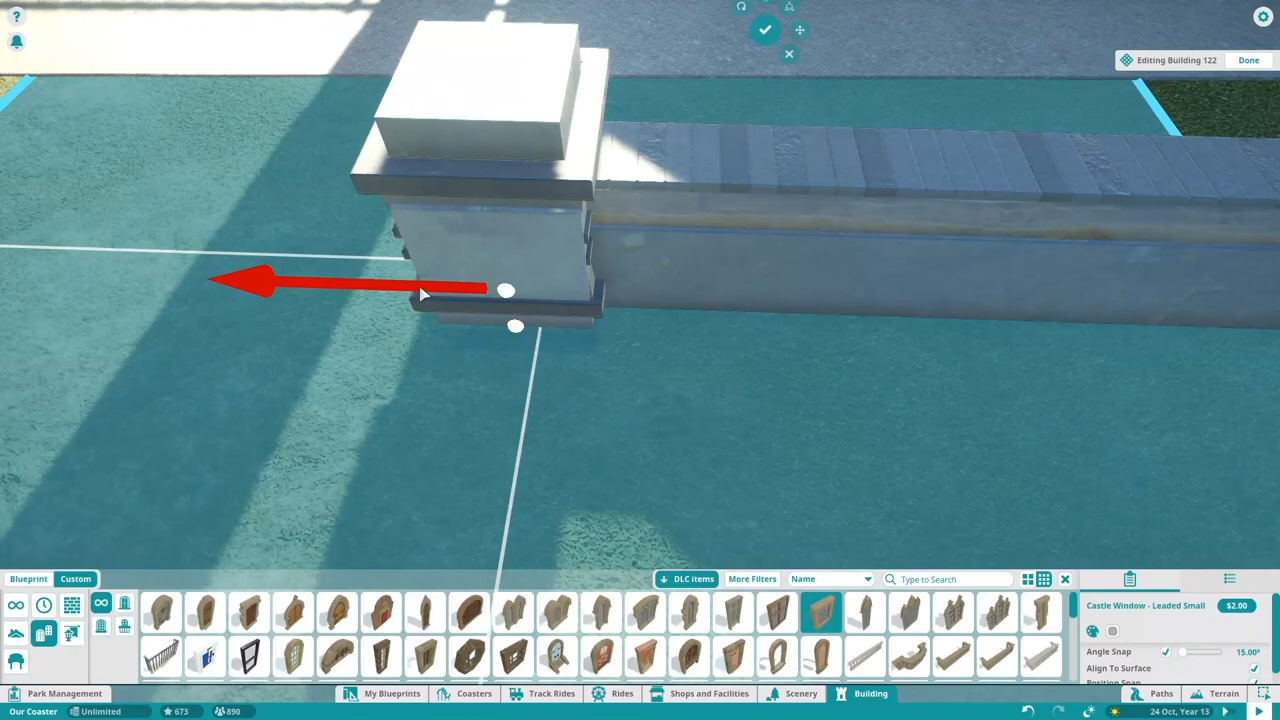 Editing Building 122
Done
Blueprint
Custom
DLC items
More Filters
Name
Type to Search
Castle Window - Leaded Small
$2.00
Angle Snap
15.00°
Align To Surface
Park Management
My Blueprints
Coasters
Track Rides
Rides
Shops and Facilities
Scenery
Building
Paths
Terrain
Our Coaster
Unlimited
673
890
24 Oct, Year 13